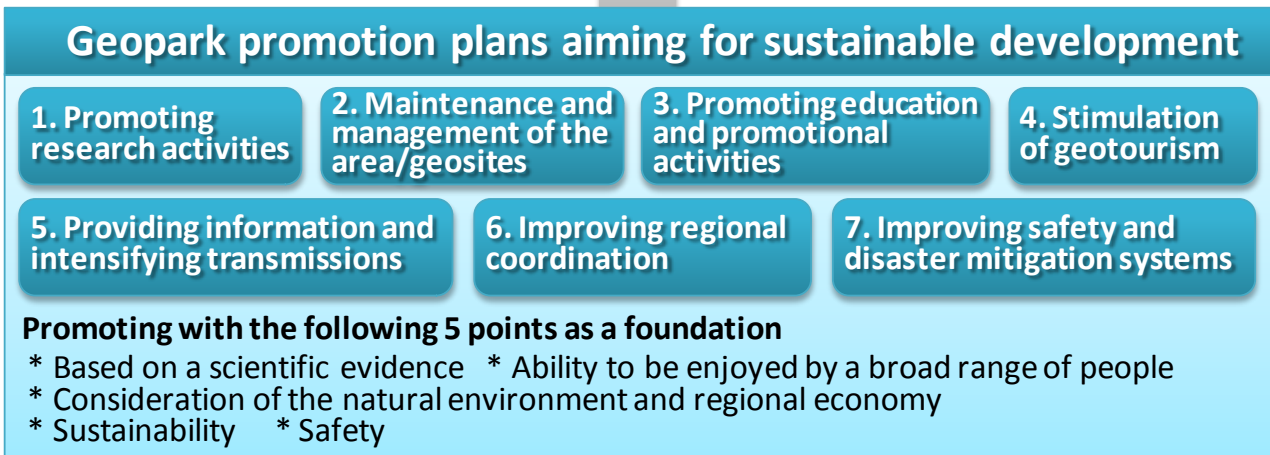 Geopark promotion plans aiming for sustainable development
1. Promoting
research activities
2. Maintenance and
management of the
area/geosites
3. Promoting education
and promotional
activities
4. Stimulation
of geotourism
5. Providing information and
intensifying transmissions
6. Improving regional
coordination
7. Improving safety and
disaster mitigation systems
Promoting with the following 5 points as a foundation
* Based on a scientific evidence * Ability to be enjoyed by a broad range of people
* Consideration of the natural environment and regional economy
* Sustainability * Safety